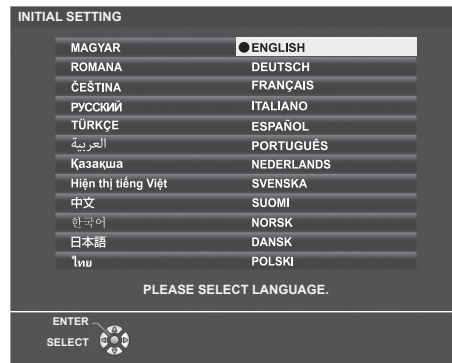 INITIAL SETTING
MAGYAR ENGLISH
ROMANA DEUTSCH
ČEŠTINA FRANÇAIS
РУССКИЙ ITALIANO
TÜRKÇE ESPAÑOL
العربية PORTUGUÊS
Қазақша NEDERLANDS
Hiện thị tiếng Việt SVENSKA
中文 SUOMI
한국어 NORSK
日本語 DANSK
ไทย POLSKI
PLEASE SELECT LANGUAGE.
ENTER
SELECT